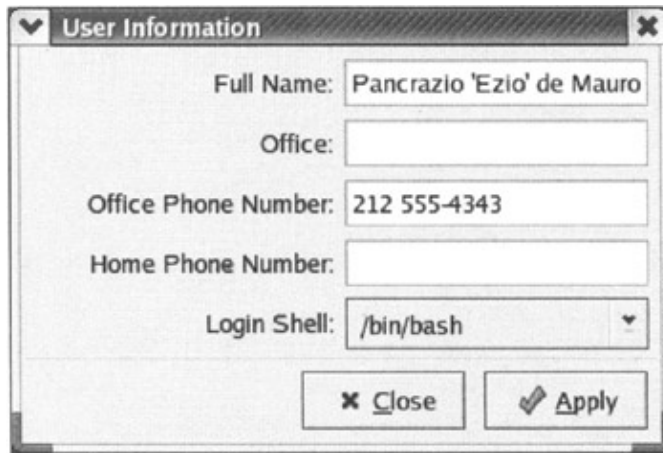 User Information
Full Name: Pancrazio 'Ezio' de Mauro
Office:
Office Phone Number: 212 555-4343
Home Phone Number:
Login Shell: /bin/bash
Close Apply